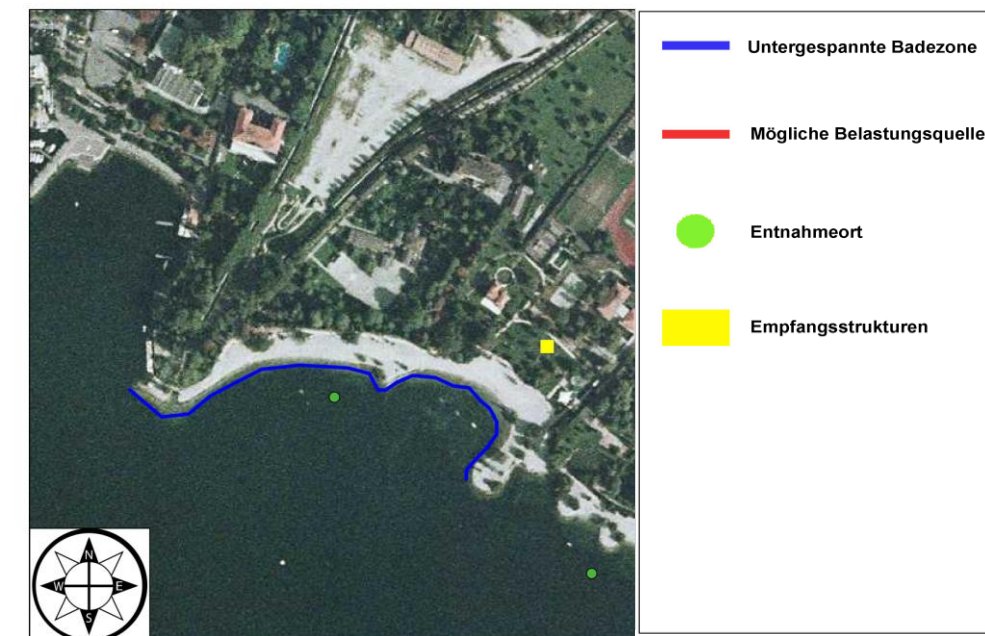 Untergespannte Badezone
Mögliche Belastungsquelle
Entnahmeort
Empfangsstrukturen
N
W E
S